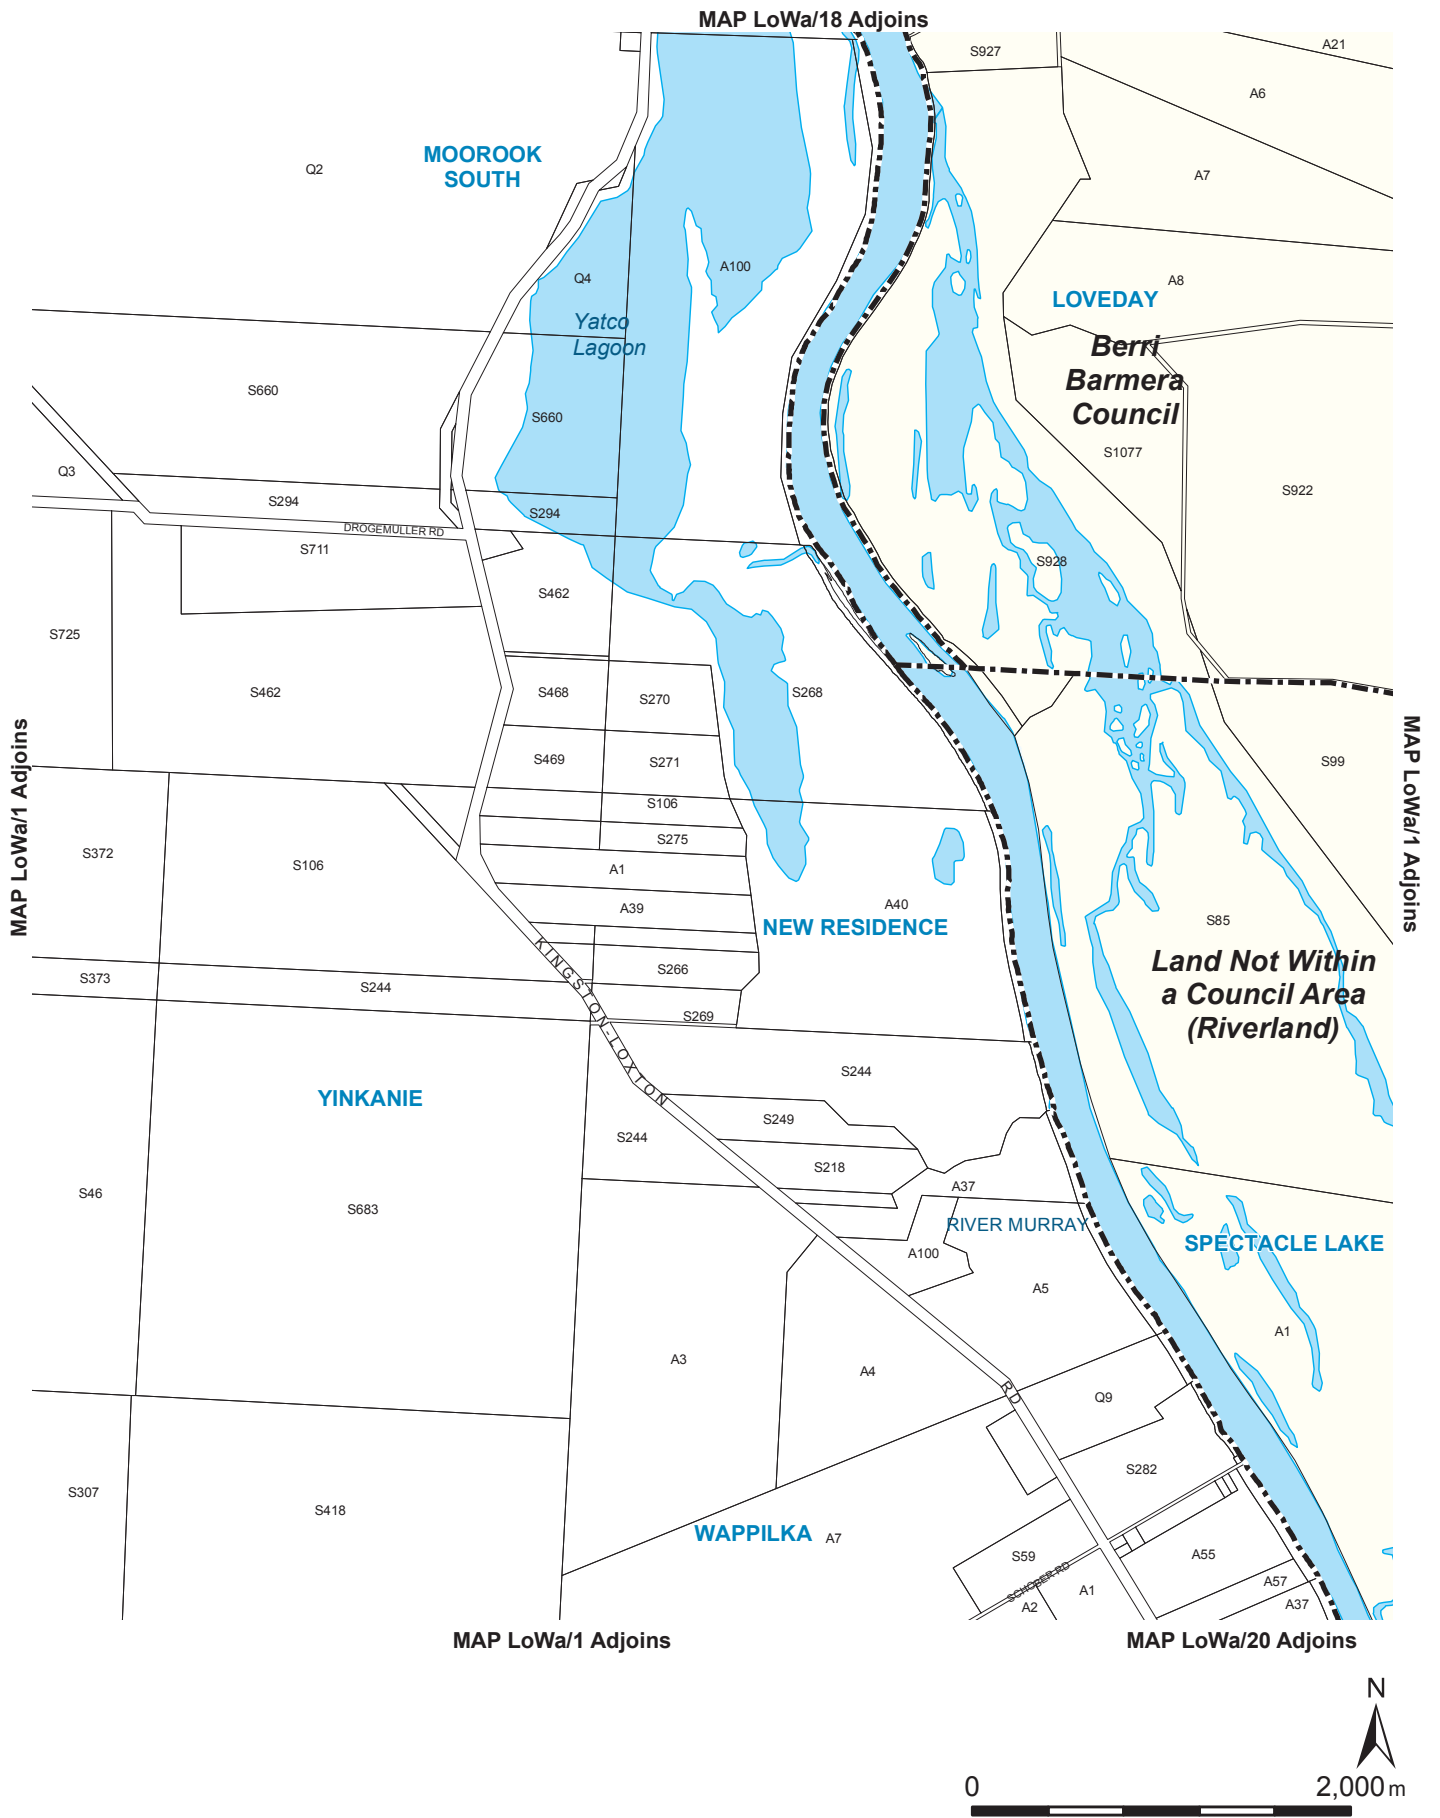 MAP LoWa/18 Adjoins
S927
A21
A6
Q2
MOOROOK
SOUTH
A7
A100
Q4
A8
LOVEDAY
Yatco
Lagoon
Berri
Barmera
Council
S660
S660
S1077
Q3
S922
S294
S294
DROGEMULLER RD
S711
S928
S462
S725
S462
S468
S270
S268
MAP LoWa/1 Adjoins
MAP LoWa/1 Adjoins
S469
S271
S99
S106
S275
S372
S106
A1
A39
A40
S85
NEW RESIDENCE
Land Not Within
a Council Area
(Riverland)
S373
S244
S266
S269
KINGSTON-LOXTON
RD
S244
YINKANIE
S249
S244
S218
A37
S46
S683
RIVER MURRAY
A100
SPECTACLE LAKE
A5
A1
A3
A4
Q9
S282
S307
S418
WAPPILKA
A7
S59
A55
SCHOBER RD
A1
A57
A2
A37
MAP LoWa/1 Adjoins
MAP LoWa/20 Adjoins
N
0
2,000 m